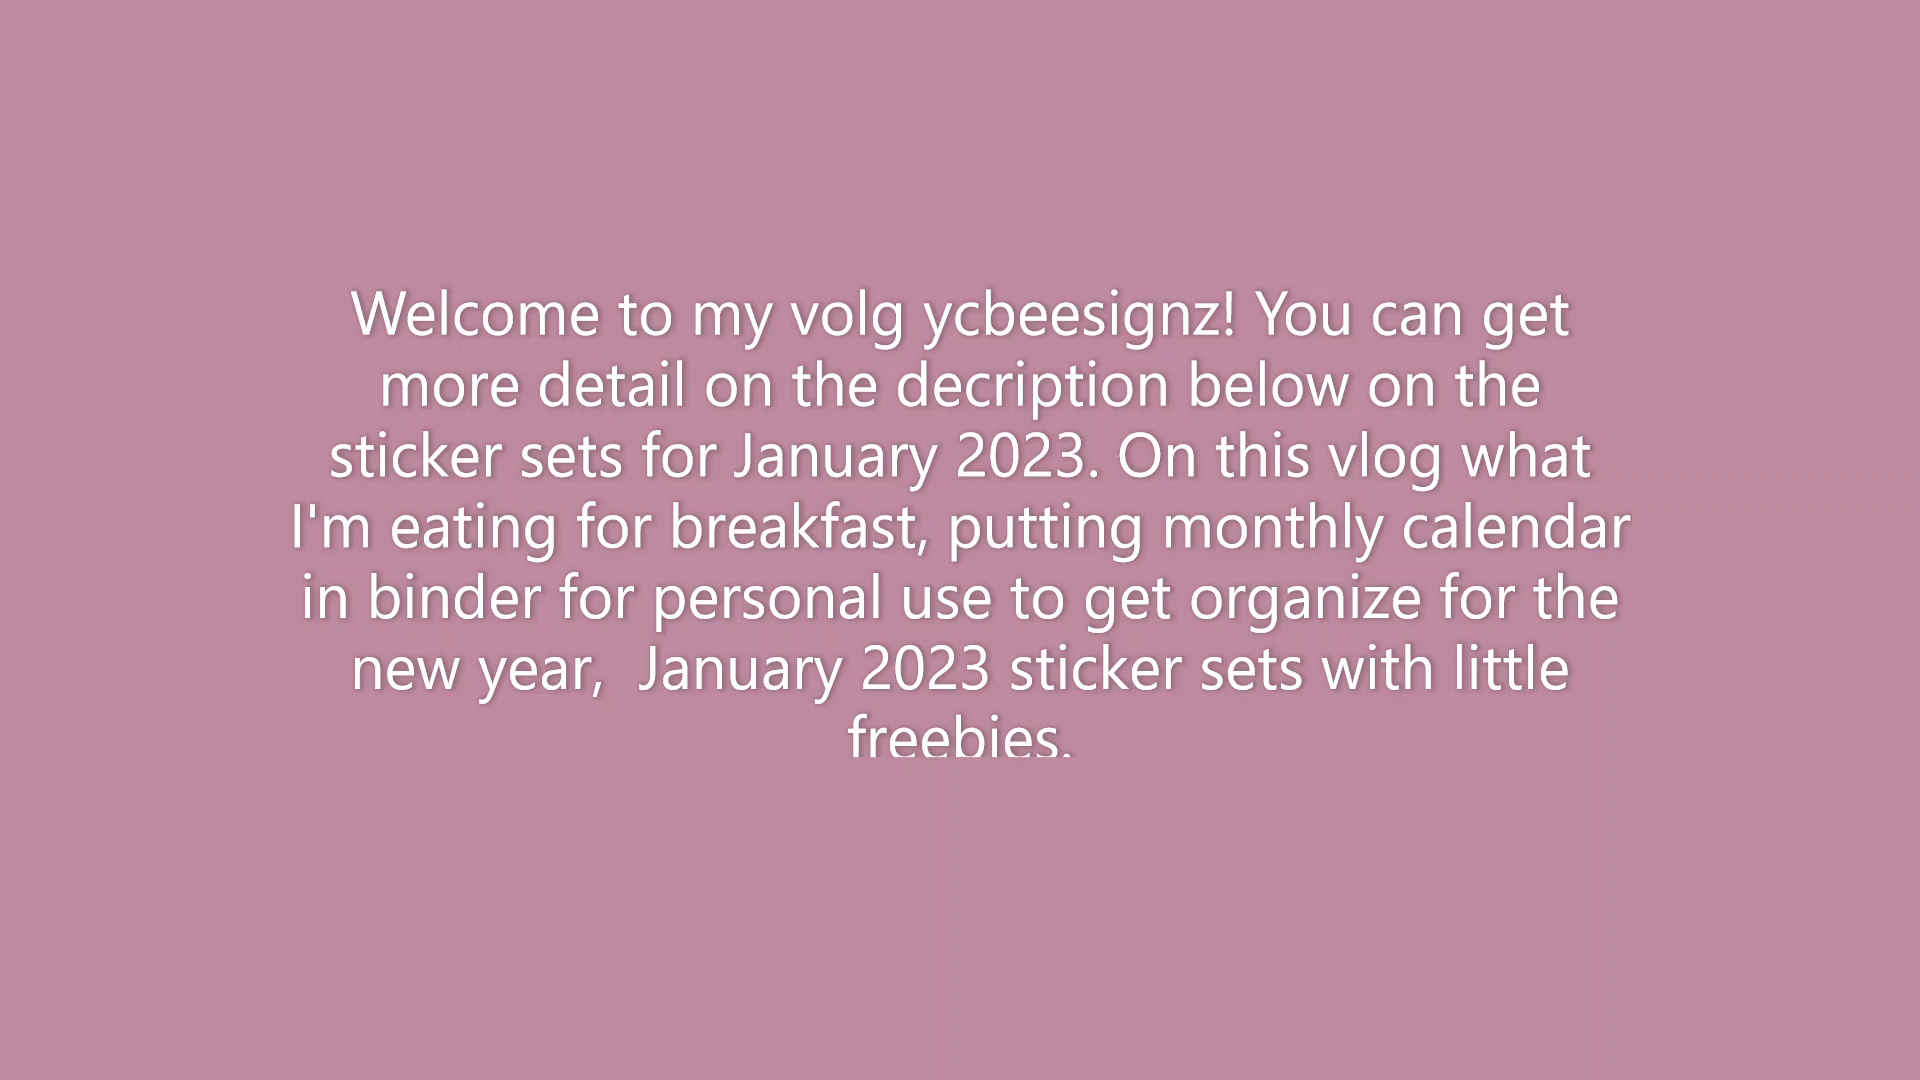 Welcome to my volg ycbeesignz! You can get
more detail on the decription below on the
sticker sets for January 2023. On this vlog what
I'm eating for breakfast, putting monthly calendar
in binder for personal use to get organize for the
new year,  January 2023 sticker sets with little
freebies.